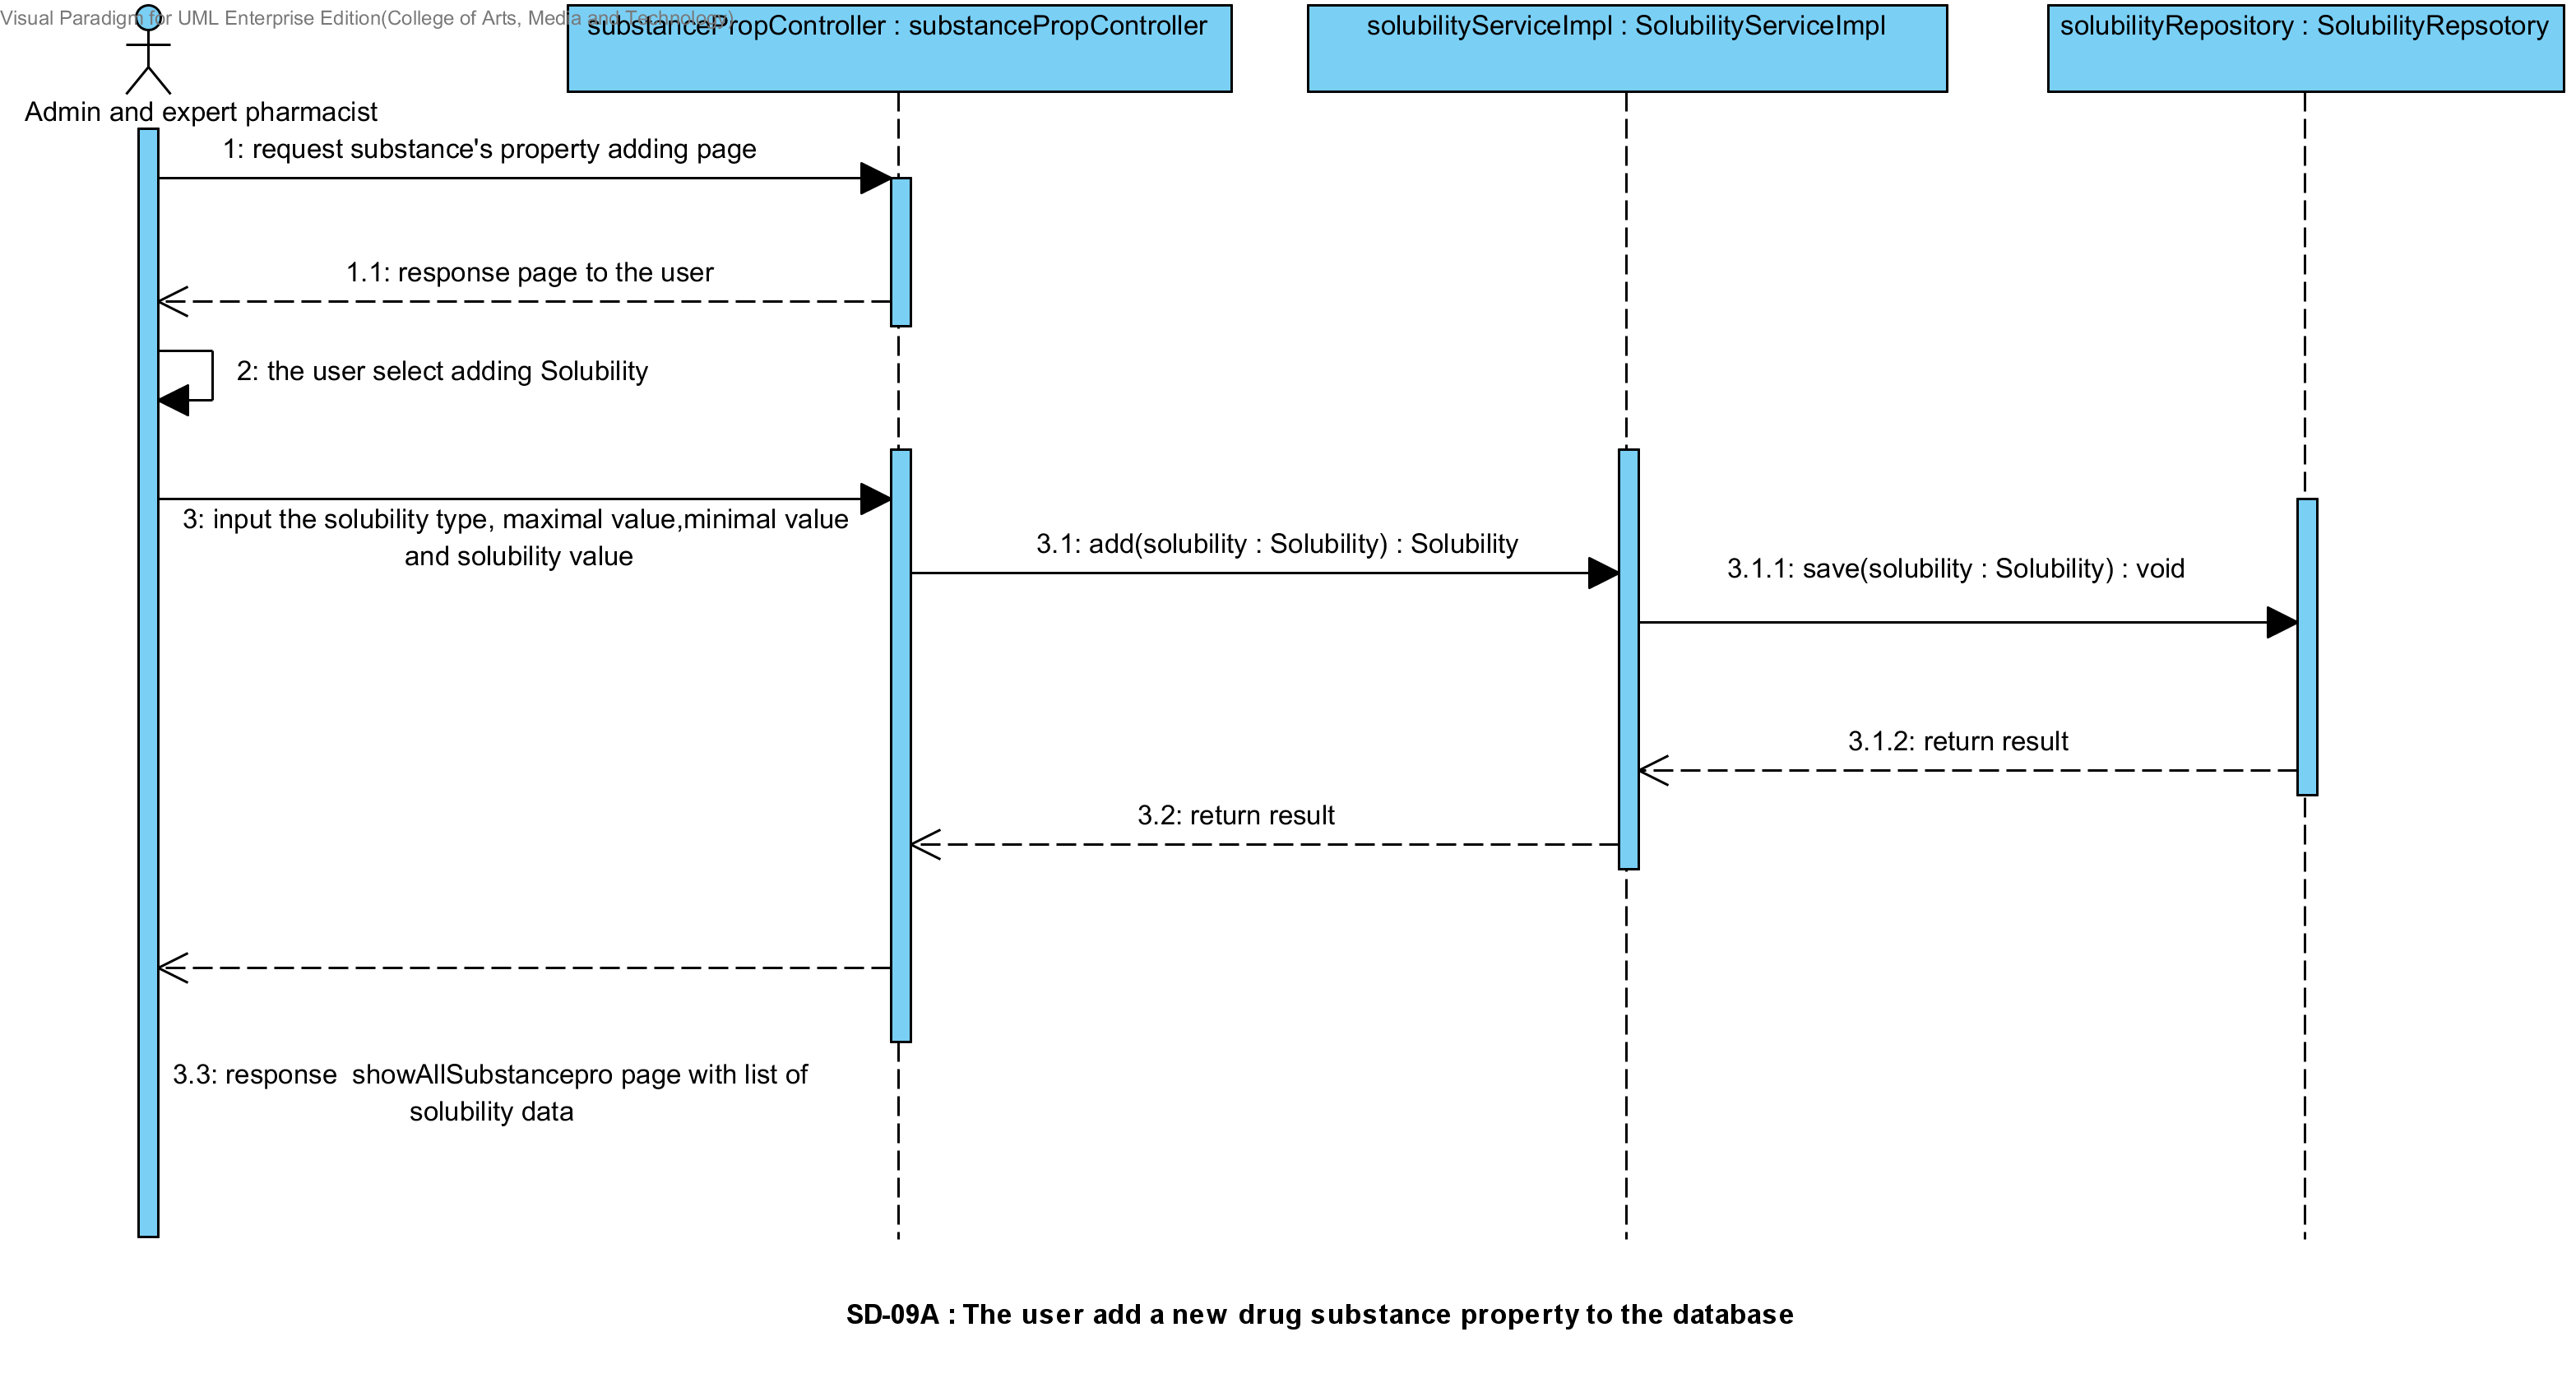 Visual Paradigm for UML Enterprise Edition(College of Arts, Media and Technology)
substancePropController : substancePropController
solubilityServiceImpl : SolubilityServiceImpl
solubilityRepository : SolubilityRepsotory
Admin and expert pharmacist
1: request substance's property adding page
1.1: response page to the user
2: the user select adding Solubility
3: input the solubility type, maximal value,minimal value
and solubility value
3.1: add(solubility : Solubility) : Solubility
3.1.1: save(solubility : Solubility) : void
3.1.2: return result
3.2: return result
3.3: response  showAllSubstancepro page with list of
solubility data
SD-09A : The user add a new drug substance property to the database